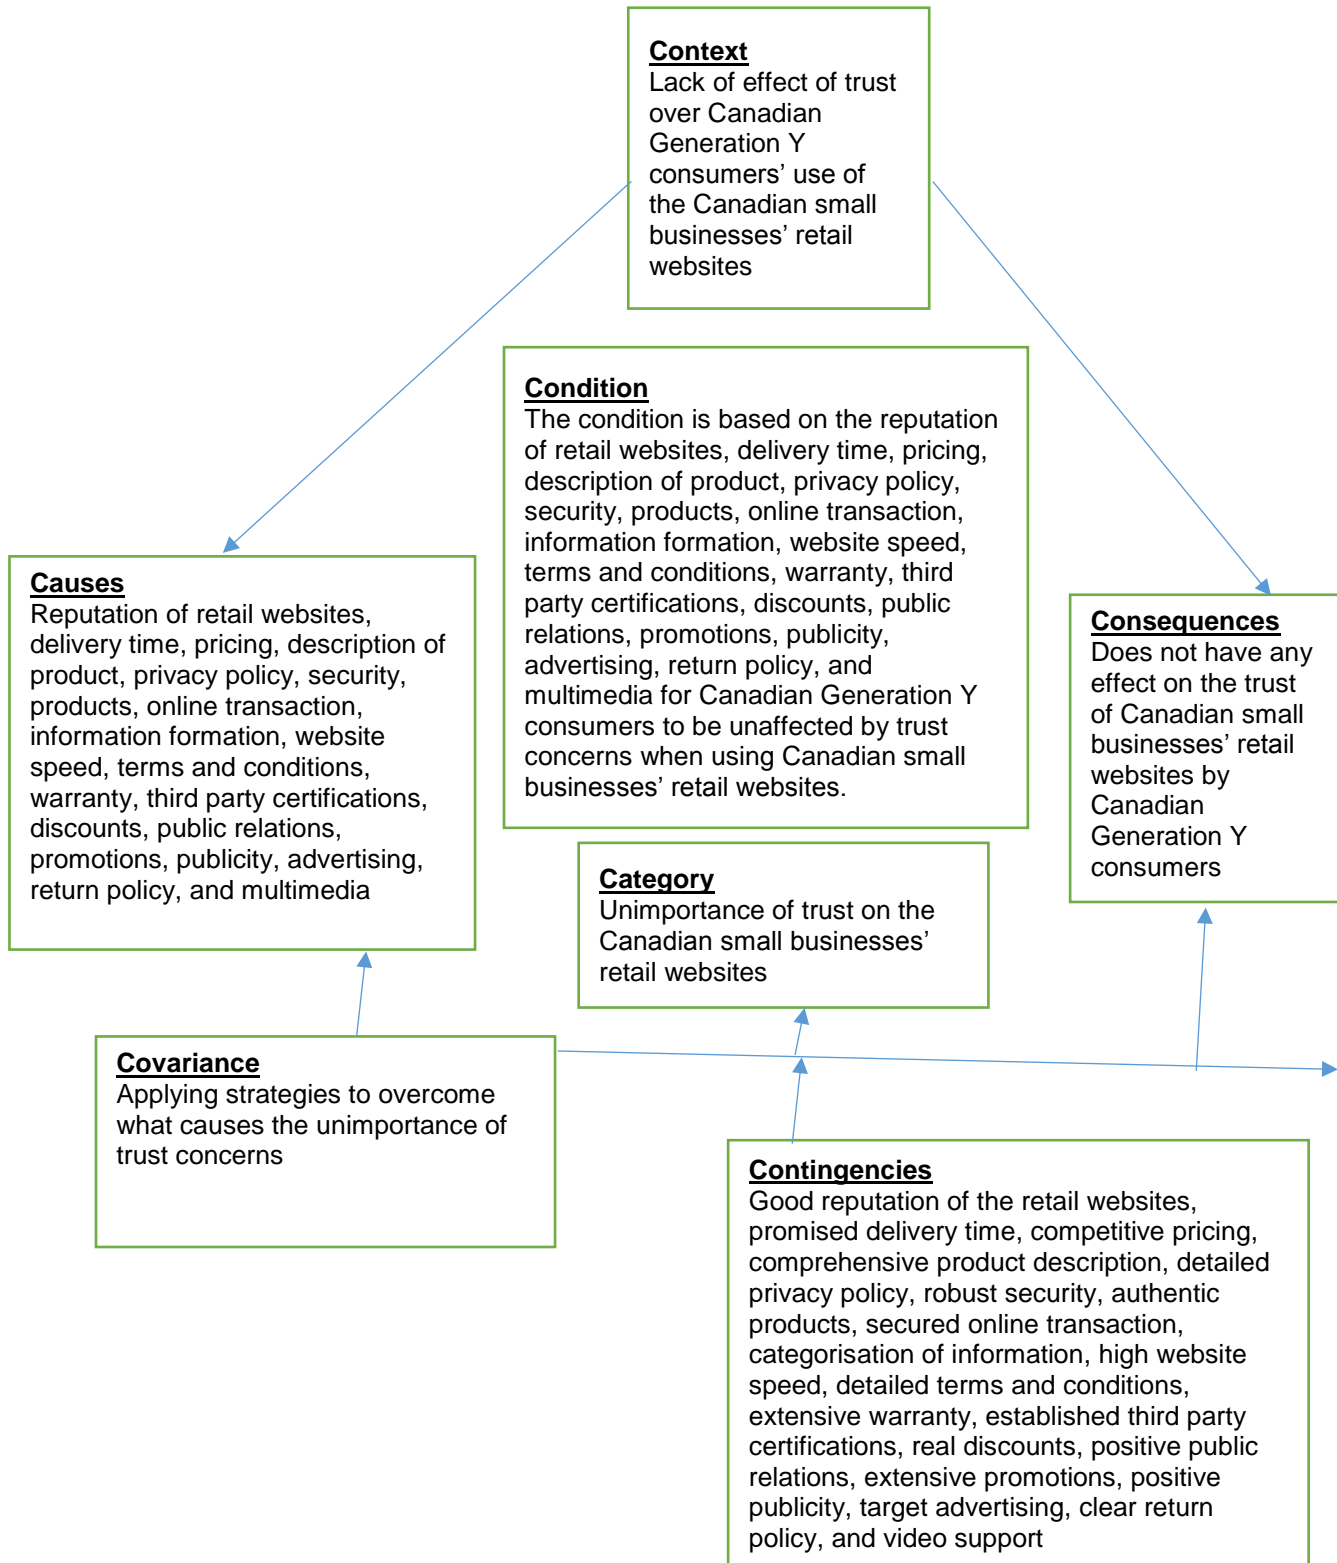 Context
Lack of effect of trust
over Canadian
Generation Y
consumers’ use of
the Canadian small
businesses’ retail
websites
Condition
The condition is based on the reputation
of retail websites, delivery time, pricing,
description of product, privacy policy,
security, products, online transaction,
information formation, website speed,
terms and conditions, warranty, third
party certifications, discounts, public
relations, promotions, publicity,
advertising, return policy, and
multimedia for Canadian Generation Y
consumers to be unaffected by trust
concerns when using Canadian small
businesses’ retail websites.
Causes
Reputation of retail websites,
delivery time, pricing, description of
product, privacy policy, security,
products, online transaction,
information formation, website
speed, terms and conditions,
warranty, third party certifications,
discounts, public relations,
promotions, publicity, advertising,
return policy, and multimedia
Consequences
Does not have any
effect on the trust
of Canadian small
businesses’ retail
websites by
Canadian
Generation Y
consumers
Category
Unimportance of trust on the
Canadian small businesses’
retail websites
Covariance
Applying strategies to overcome
what causes the unimportance of
trust concerns
Contingencies
Good reputation of the retail websites,
promised delivery time, competitive pricing,
comprehensive product description, detailed
privacy policy, robust security, authentic
products, secured online transaction,
categorisation of information, high website
speed, detailed terms and conditions,
extensive warranty, established third party
certifications, real discounts, positive public
relations, extensive promotions, positive
publicity, target advertising, clear return
policy, and video support